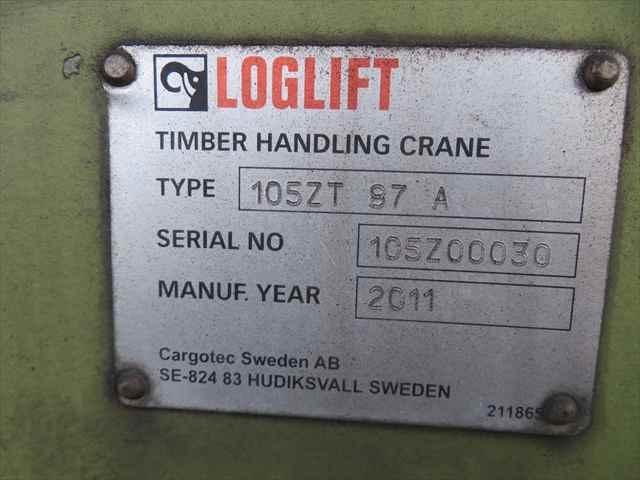 LOGLIFT
TIMBER HANDLING CRANE
TYPE 105ZT 97 A
SERIAL NO 105Z00030
MANUF. YEAR 2011
Cargotec Sweden AB
SE-824 83 HUDIKSVALL SWEDEN